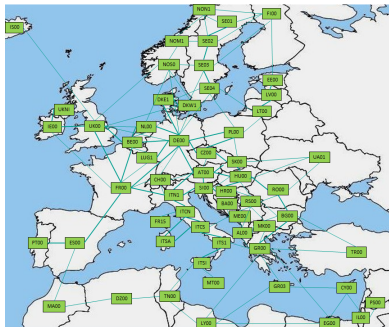 NON1
FI00
IS00
SE01
NOM1
SE02
NOS0
SE03
EE00
SE04
LV00
DKE1
DKW1
LT00
UKNI
IE00
UK00
NL00
BE00
DE00
PL00
LUG1
CZ00
SK00
UA01
FR00
CH00
AT00
HU00
ITN1
SI00
HR00
RO00
BA00
RS00
FR15
ITCN
ME00
BG00
PT00
ES00
ITSA
ITCS
ITS1
AL00
MK00
GR00
TR00
ITSI
MT00
GR03
CY00
MA00
DZ00
TN00
LY00
EG00
IL00
PS00